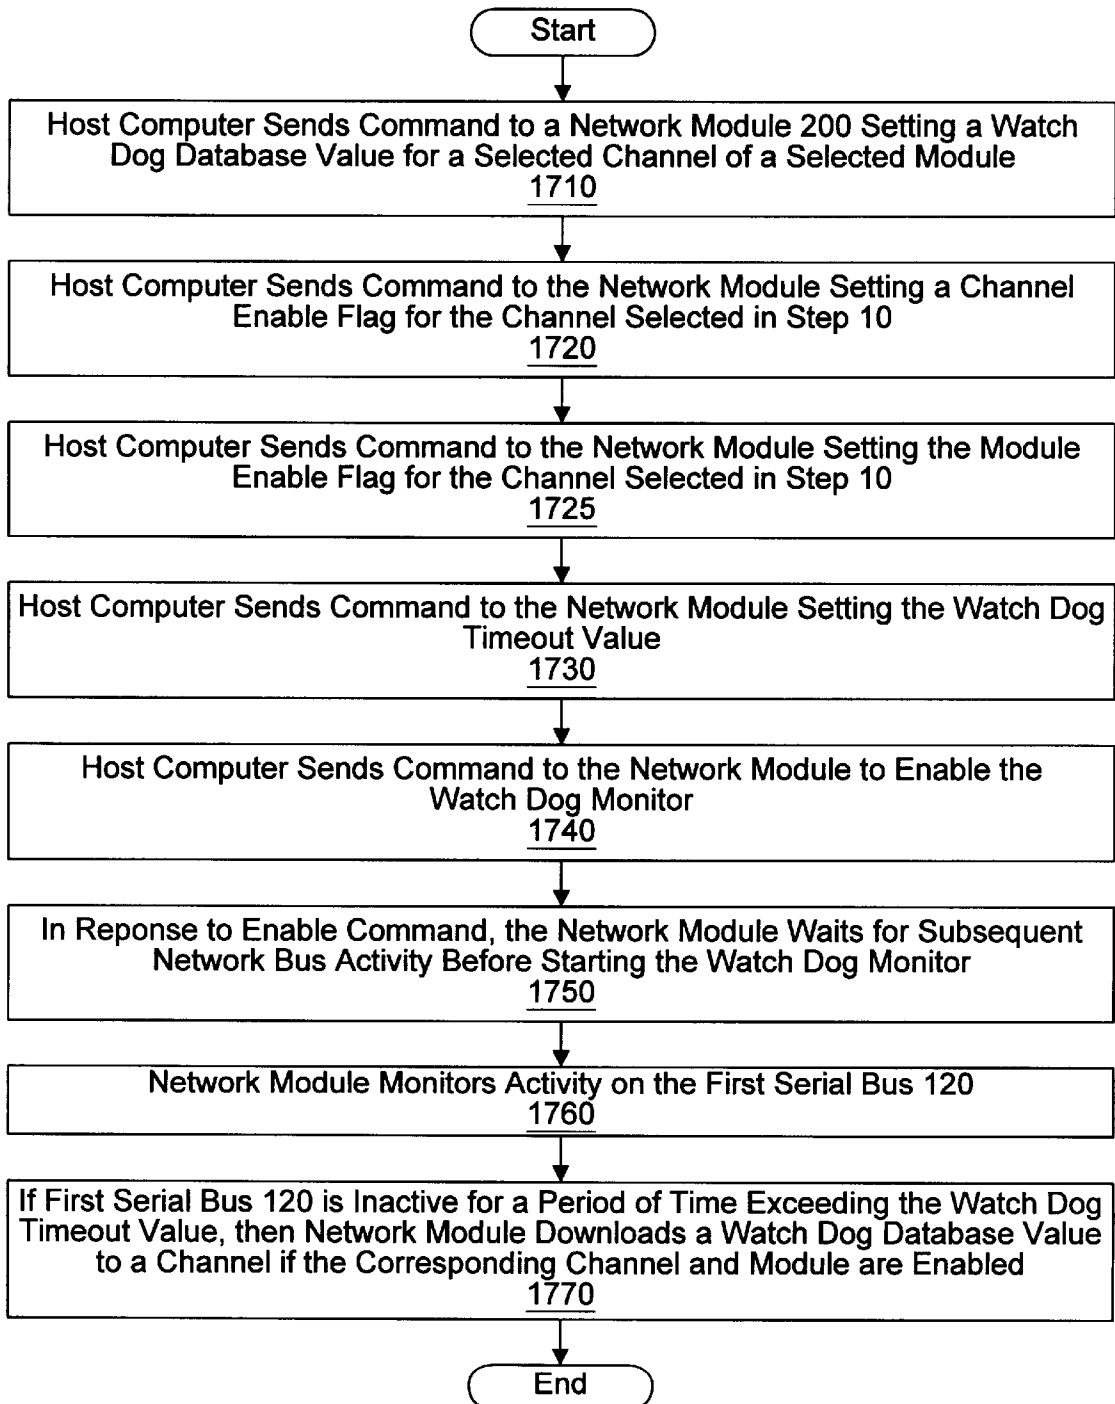 Start
Host Computer Sends Command to a Network Module 200 Setting a Watch
Dog Database Value for a Selected Channel of a Selected Module
1710
Host Computer Sends Command to the Network Module Setting a Channel
Enable Flag for the Channel Selected in Step 10
1720
Host Computer Sends Command to the Network Module Setting the Module
Enable Flag for the Channel Selected in Step 10
1725
Host Computer Sends Command to the Network Module Setting the Watch Dog
Timeout Value
1730
Host Computer Sends Command to the Network Module to Enable the
Watch Dog Monitor
1740
In Reponse to Enable Command, the Network Module Waits for Subsequent
Network Bus Activity Before Starting the Watch Dog Monitor
1750
Network Module Monitors Activity on the First Serial Bus 120
1760
If First Serial Bus 120 is Inactive for a Period of Time Exceeding the Watch Dog
Timeout Value, then Network Module Downloads a Watch Dog Database Value
to a Channel if the Corresponding Channel and Module are Enabled
1770
End